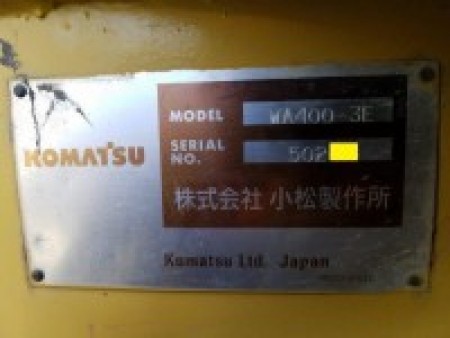 KOMATSU
MODEL WA400-3E
SERIAL NO. 502
株式会社 小松製作所
Komatsu Ltd. Japan